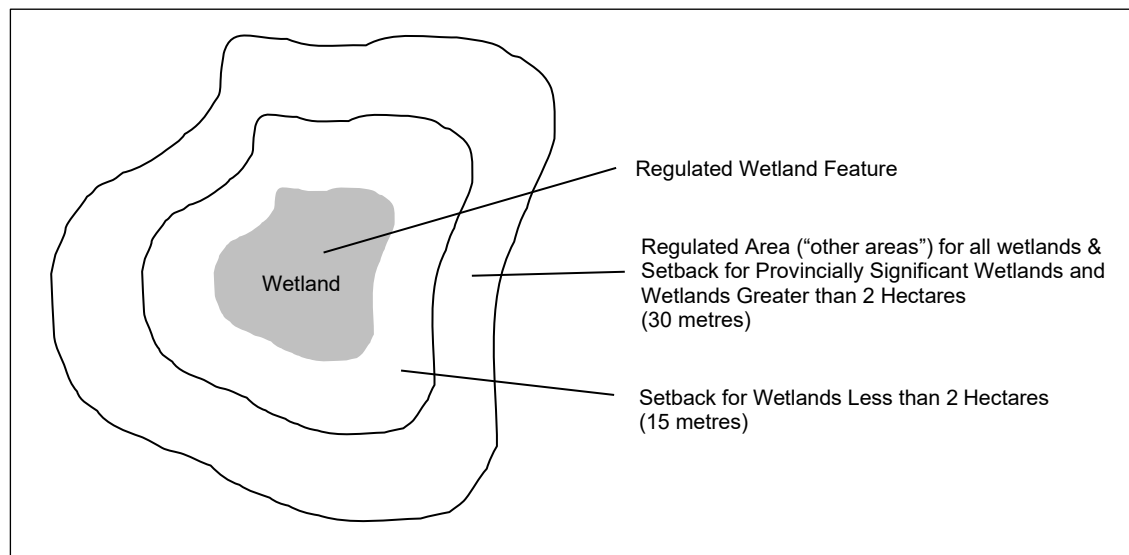 Regulated Wetland Feature
Regulated Area (“other areas”) for all wetlands &
Setback for Provincially Significant Wetlands and
Wetlands Greater than 2 Hectares
(30 metres)
Wetland
Setback for Wetlands Less than 2 Hectares
(15 metres)